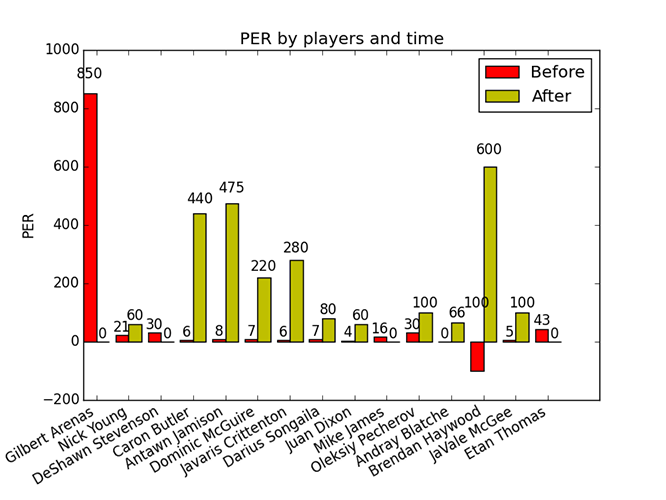 PER by players and time
Before
After
PER
1000
800
600
400
200
0
−200
850
0
21
60
30
0
6
440
8
475
7
220
6
280
7
80
4
60
16
0
30
100
0
66
100
600
5
100
43
0
Gilbert Arenas
Nick Young
DeShawn Stevenson
Caron Butler
Antawn Jamison
Dominic McGuire
Javaris Crittenton
Darius Songaila
Juan Dixon
Mike James
Oleksiy Pecherov
Andray Blatche
Brendan Haywood
JaVale McGee
Etan Thomas